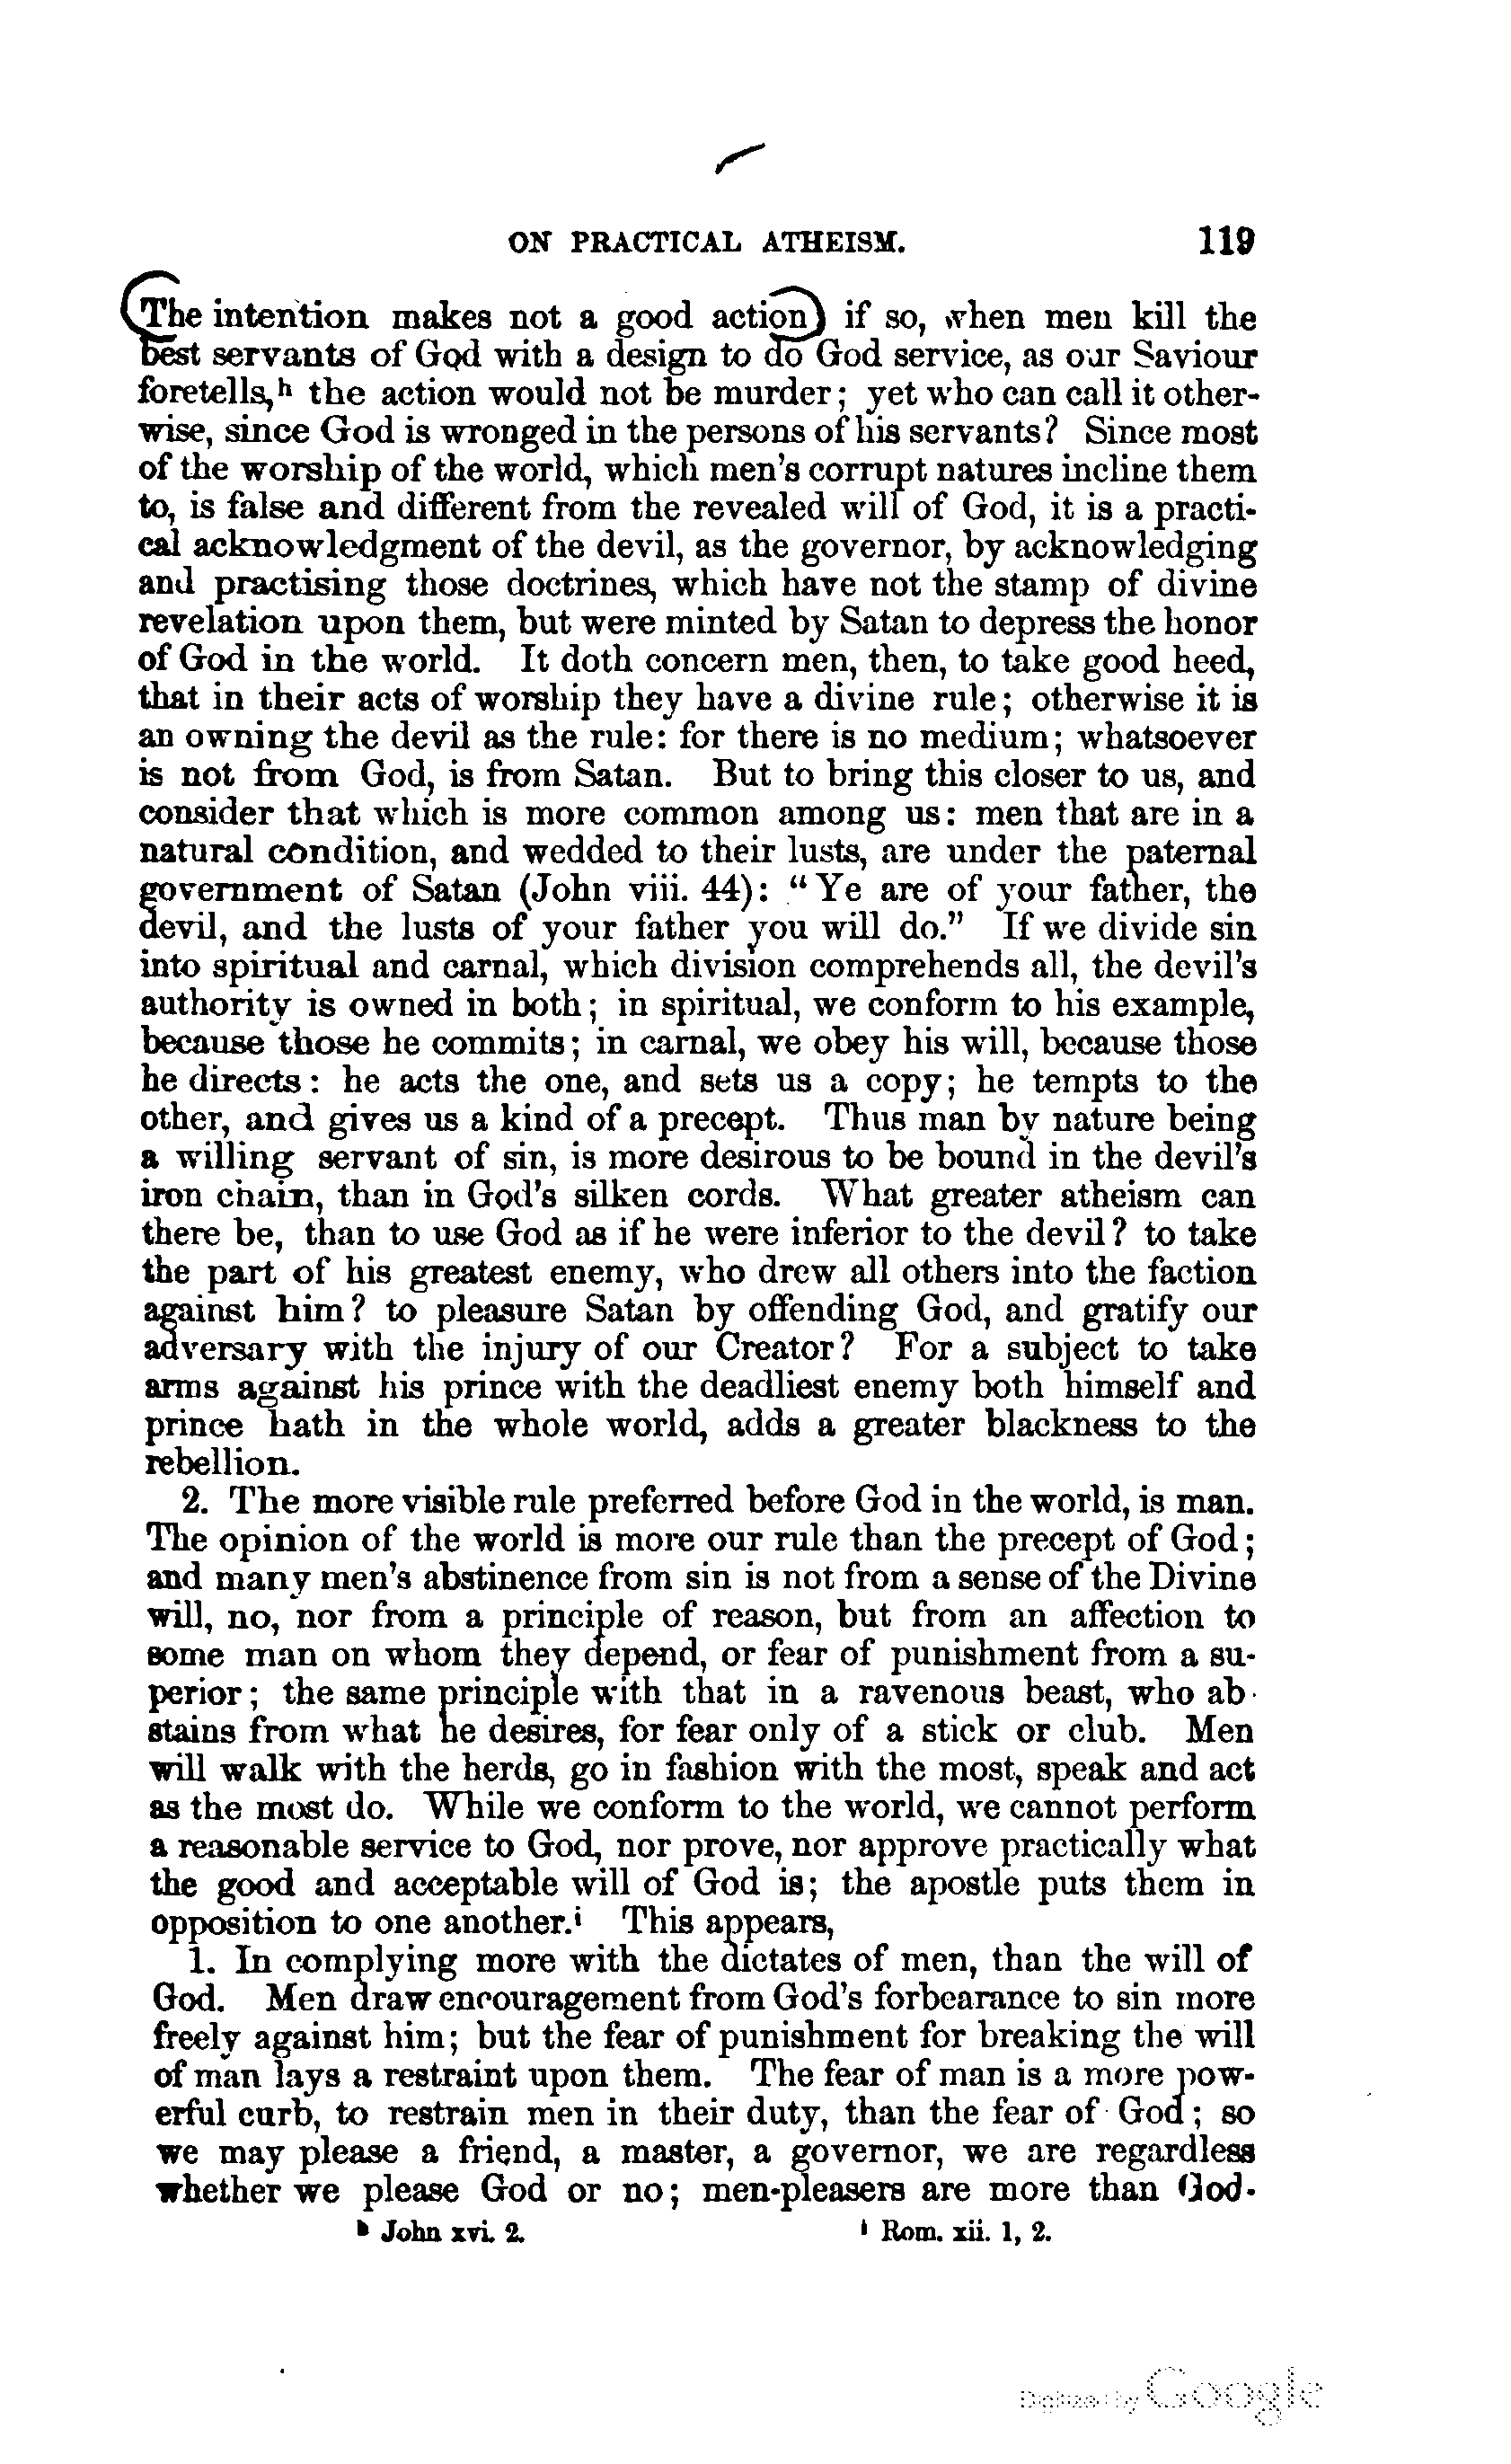 ON PRACTICAL ATHEISM. 119
The intention makes not a good action) if so, when men kill the
best servants of God with a design to do God service, as our Saviour
foretells,h the action would not be murder; yet who can call it other-
wise, since God is wronged in the persons of his servants? Since most
of the worship of the world, which men's corrupt natures incline them
to, is false and different from the revealed will of God, it is a practi-
cal acknowledgment of the devil, as the governor, by acknowledging
and practising those doctrines, which have not the stamp of divine
revelation upon them, but were minted by Satan to depress the honor
of God in the world. It doth concern men, then, to take good heed,
that in their acts of worship they have a divine rule; otherwise it is
an owning the devil as the rule: for there is no medium; whatsoever
is not from God, is from Satan. But to bring this closer to us, and
consider that which is more common among us: men that are in a
natural condition, and wedded to their lusts, are under the paternal
government of Satan (John viii. 44): "Ye are of your father, the
devil, and the lusts of your father you will do." If we divide sin
into spiritual and carnal, which division comprehends all, the devil's
authority is owned in both; in spiritual, we conform to his example,
because those he commits; in carnal, we obey his will, because those
he directs: he acts the one, and sets us a copy; he tempts to the
other, and gives us a kind of a precept. Thus man by nature being
a willing servant of sin, is more desirous to be bound in the devil's
iron chain, than in God's silken cords. What greater atheism can
there be, than to use God as if he were inferior to the devil? to take
the part of his greatest enemy, who drew all others into the faction
against him? to pleasure Satan by offending God, and gratify our
adversary with the injury of our Creator? For a subject to take
arms against his prince with the deadliest enemy both himself and
prince hath in the whole world, adds a greater blackness to the
rebellion.
2. The more visible rule preferred before God in the world, is man.
The opinion of the world is more our rule than the precept of God;
and many men's abstinence from sin is not from a sense of the Divine
will, no, nor from a principle of reason, but from an affection to
some man on whom they depend, or fear of punishment from a su-
perior; the same principle with that in a ravenous beast, who ab-
stains from what he desires, for fear only of a stick or club. Men
will walk with the herds, go in fashion with the most, speak and act
as the most do. While we conform to the world, we cannot perform
a reasonable service to God, nor prove, nor approve practically what
the good and acceptable will of God is; the apostle puts them in
opposition to one another.i This appears,
1. In complying more with the dictates of men, than the will of
God. Men draw encouragement from God's forbearance to sin more
freely against him; but the fear of punishment for breaking the will
of man lays a restraint upon them. The fear of man is a more pow-
erful curb, to restrain men in their duty, than the fear of God; so
we may please a friend, a master, a governor, we are regardless
whether we please God or no; men-pleasers are more than God-
h John xvi. 2. i Rom. xii. 1, 2.
Digitized by Google